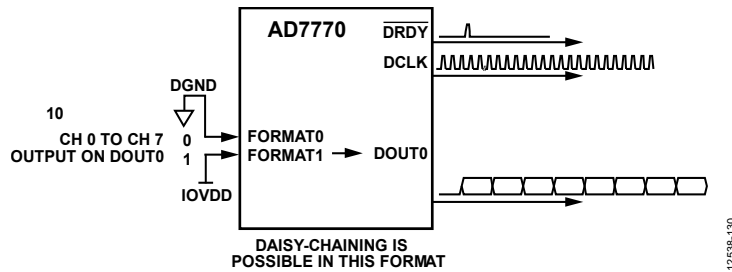 AD7770
DRDY
DCLK
DGND
10
CH 0 TO CH 7 0
OUTPUT ON DOUT0 1
FORMAT0
FORMAT1
DOUT0
IOVDD
DAISY-CHAINING IS
POSSIBLE IN THIS FORMAT
12538-130